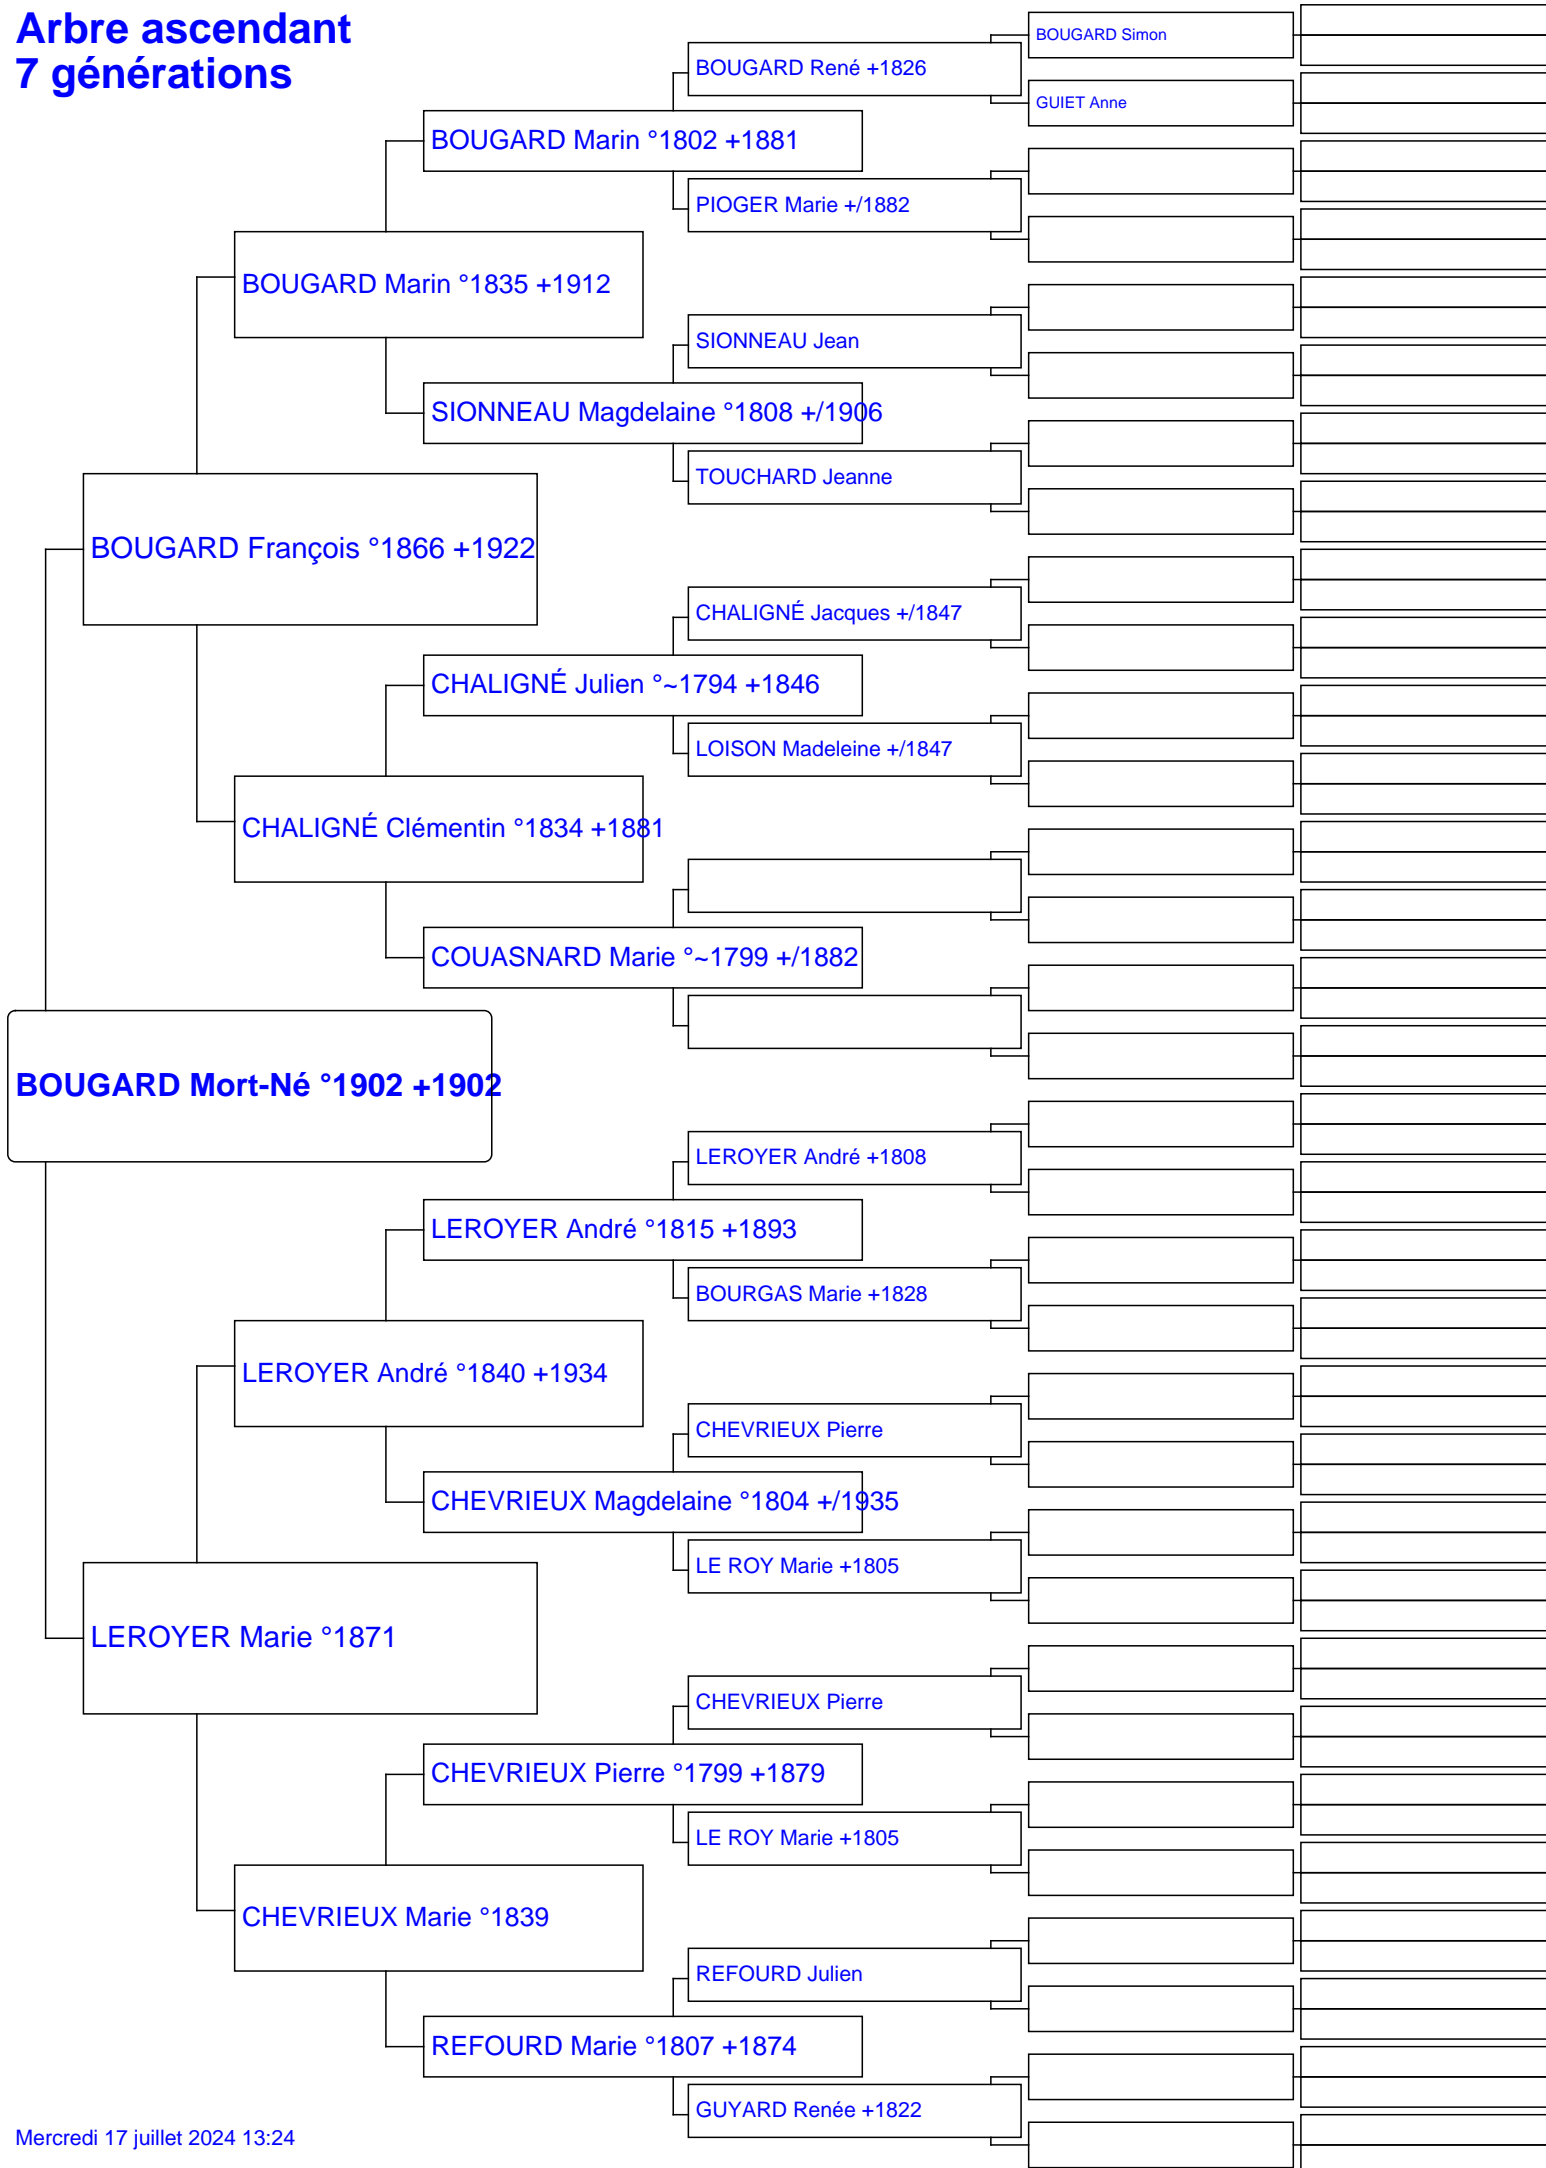 Arbre ascendant
7 générations
BOUGARD Simon
BOUGARD René +1826
GUIET Anne
BOUGARD Marin °1802 +1881
PIOGER Marie +/1882
BOUGARD Marin °1835 +1912
SIONNEAU Jean
SIONNEAU Magdelaine °1808 +/1906
TOUCHARD Jeanne
BOUGARD François °1866 +1922
CHALIGNÉ Jacques +/1847
CHALIGNÉ Julien °~1794 +1846
LOISON Madeleine +/1847
CHALIGNÉ Clémentin °1834 +1881
COUASNARD Marie °~1799 +/1882
BOUGARD Mort-Né °1902 +1902
LEROYER André +1808
LEROYER André °1815 +1893
BOURGAS Marie +1828
LEROYER André °1840 +1934
CHEVRIEUX Pierre
CHEVRIEUX Magdelaine °1804 +/1935
LE ROY Marie +1805
LEROYER Marie °1871
CHEVRIEUX Pierre
CHEVRIEUX Pierre °1799 +1879
LE ROY Marie +1805
CHEVRIEUX Marie °1839
REFOURD Julien
REFOURD Marie °1807 +1874
GUYARD Renée +1822
Mercredi 17 juillet 2024 13:24